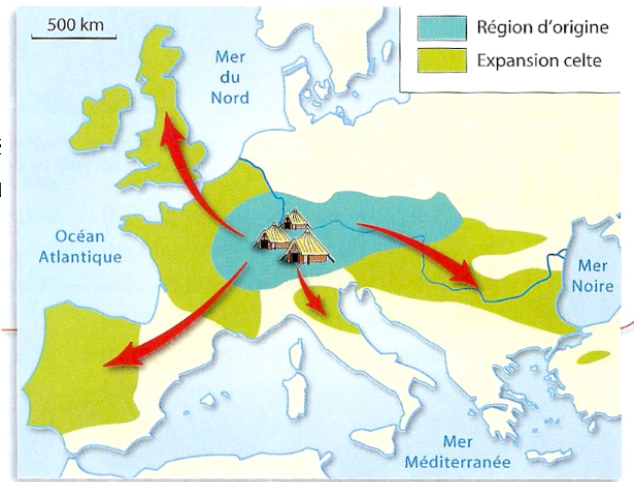 500 km
Région d'origine
Expansion celte
Mer
du
Nord
Océan
Atlantique
Mer
Noire
Mer
Méditerranée